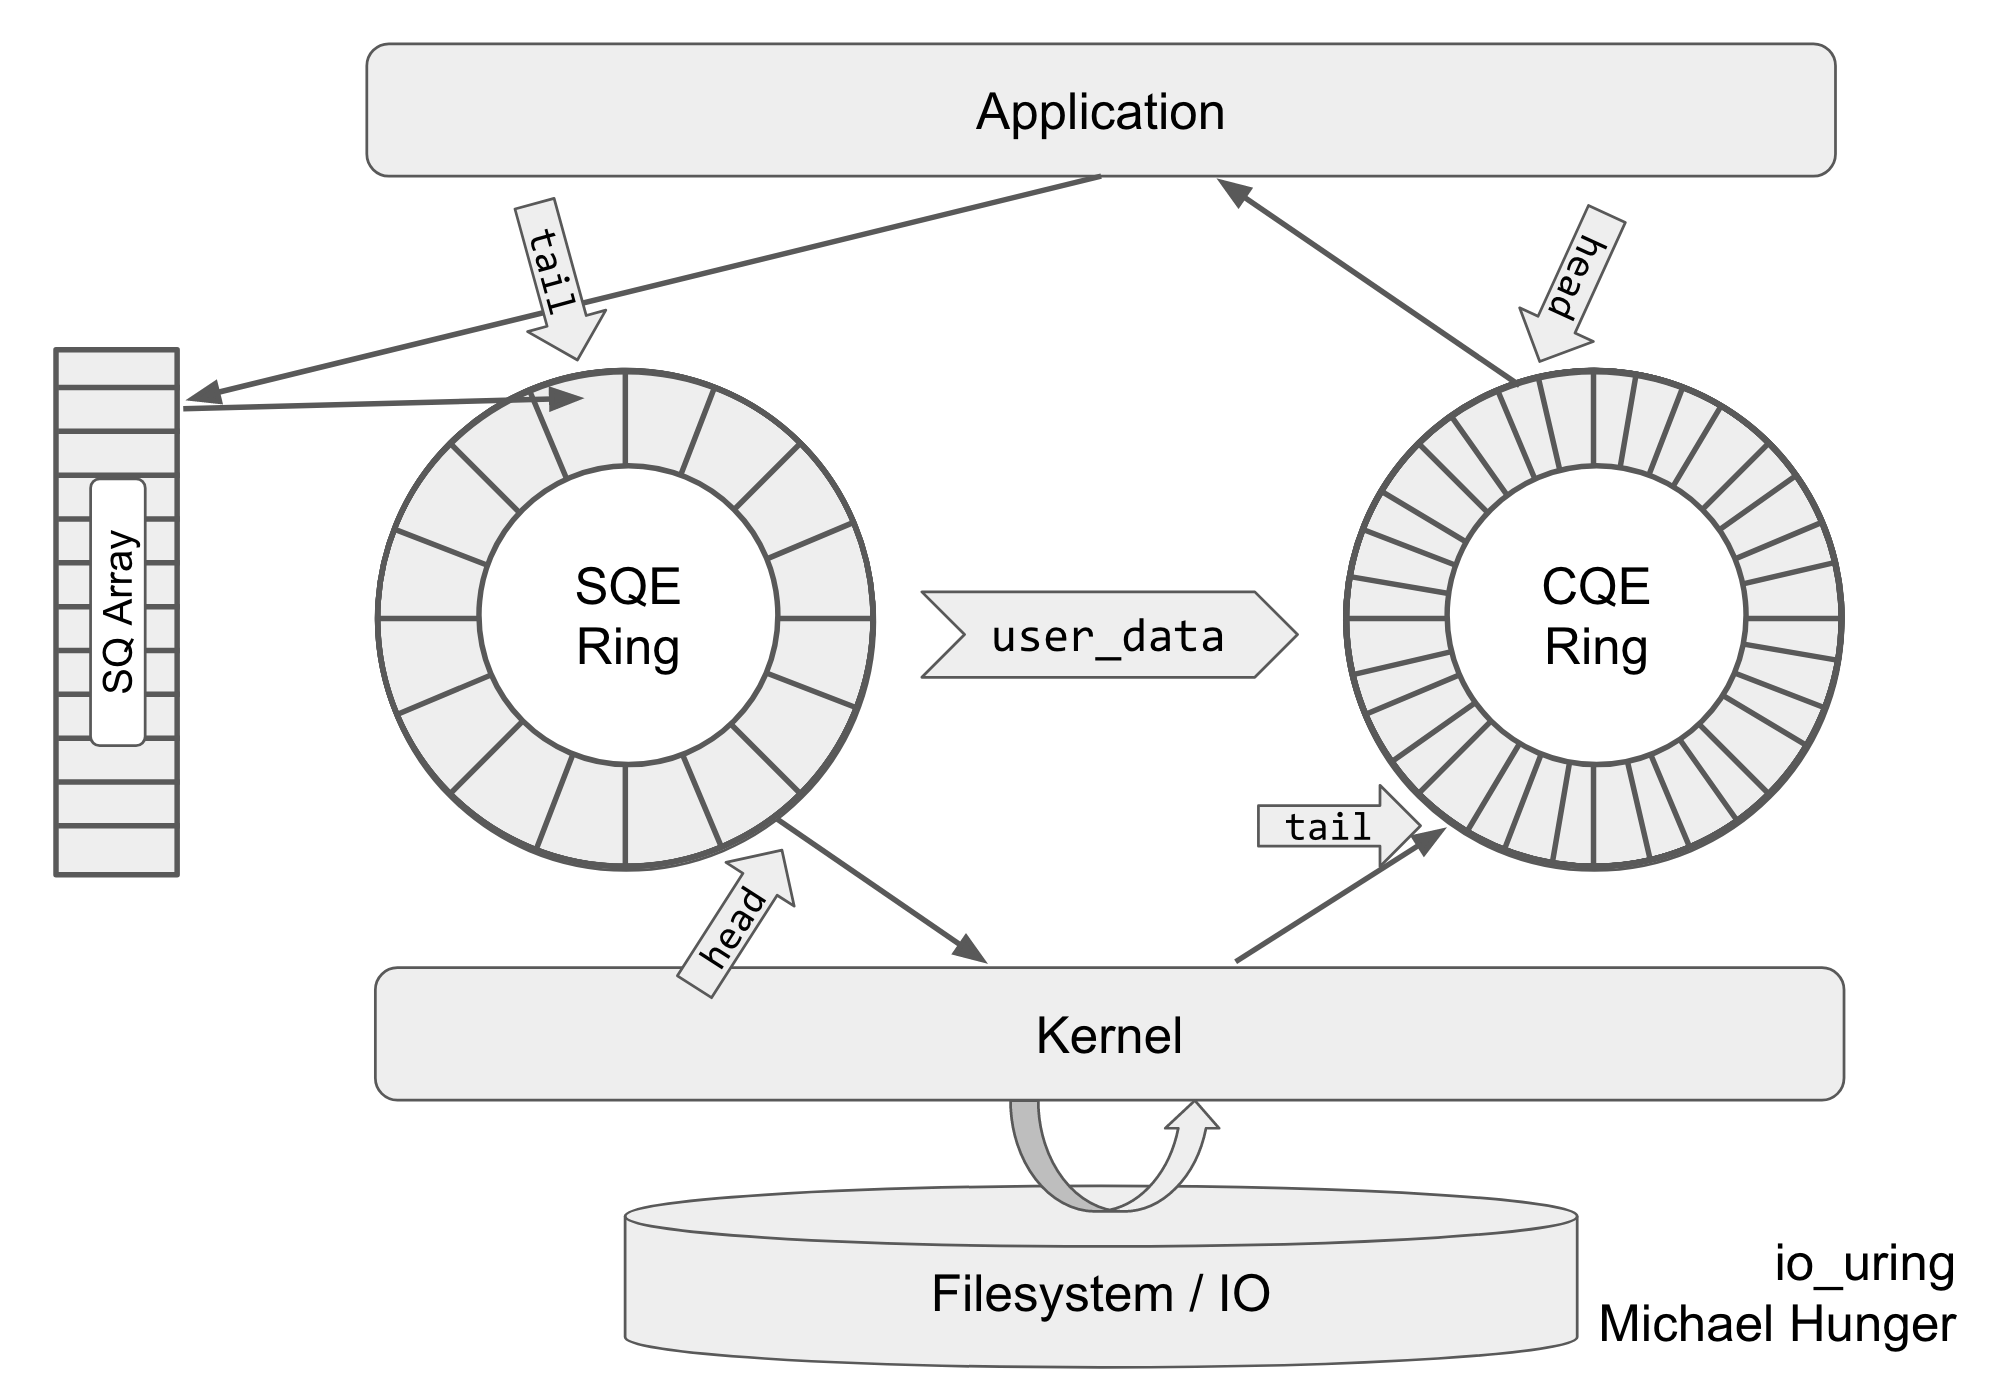 Application
tail
head
SQ Array
SQE
Ring
user_data
CQE
Ring
tail
head
Kernel
Filesystem / IO
io_uring
Michael Hunger